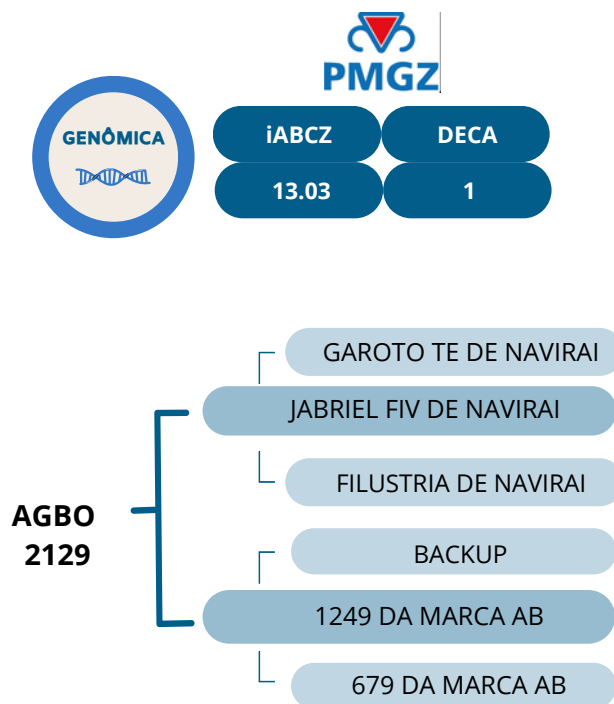 PMGZ
GENÔMICA
iABCZ
DECA
13.03
1
GAROTO TE DE NAVIRAI
JABRIEL FIV DE NAVIRAI
FILUSTRIA DE NAVIRAI
AGBO
2129
BACKUP
1249 DA MARCA AB
679 DA MARCA AB